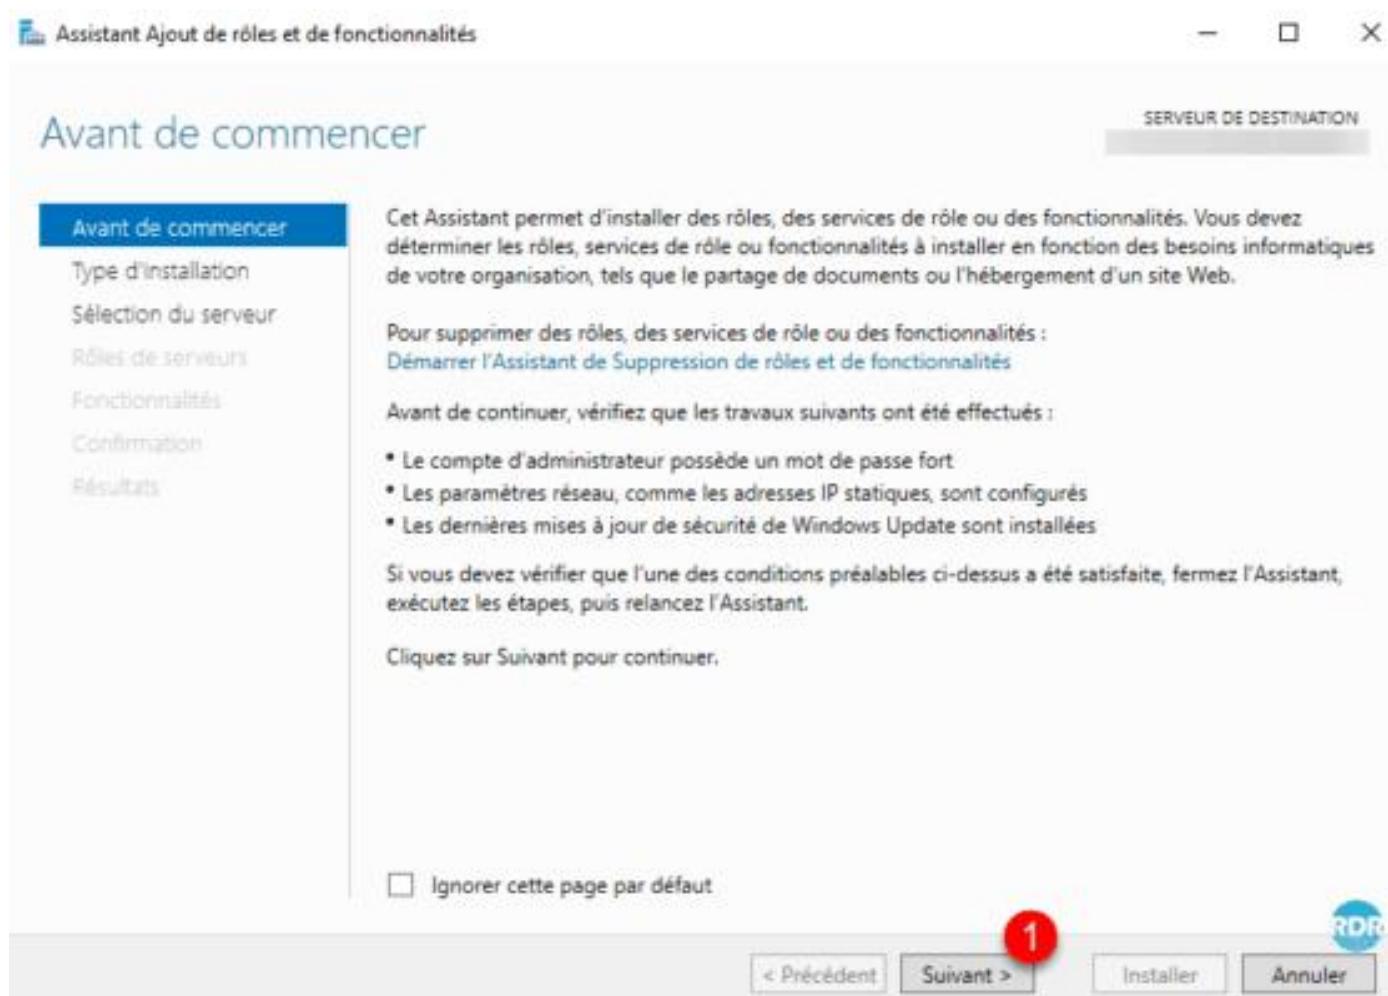 Assistant Ajout de rôles et de fonctionnalités
Avant de commencer
SERVEUR DE DESTINATION
Avant de commencer
Type d'installation
Sélection du serveur
Rôles de serveurs
Fonctionnalités
Confirmation
Résultats
Cet Assistant permet d'installer des rôles, des services de rôle ou des fonctionnalités. Vous devez
déterminer les rôles, services de rôle ou fonctionnalités à installer en fonction des besoins informatiques
de votre organisation, tels que le partage de documents ou l'hébergement d'un site Web.
Pour supprimer des rôles, des services de rôle ou des fonctionnalités :
Démarrer l'Assistant de Suppression de rôles et de fonctionnalités
Avant de continuer, vérifiez que les travaux suivants ont été effectués :
• Le compte d'administrateur possède un mot de passe fort
• Les paramètres réseau, comme les adresses IP statiques, sont configurés
• Les dernières mises à jour de sécurité de Windows Update sont installées
Si vous devez vérifier que l'une des conditions préalables ci-dessus a été satisfaite, fermez l'Assistant,
exécutez les étapes, puis relancez l'Assistant.
Cliquez sur Suivant pour continuer.
Ignorer cette page par défaut
1
RDR
< Précédent
Suivant >
Installer
Annuler